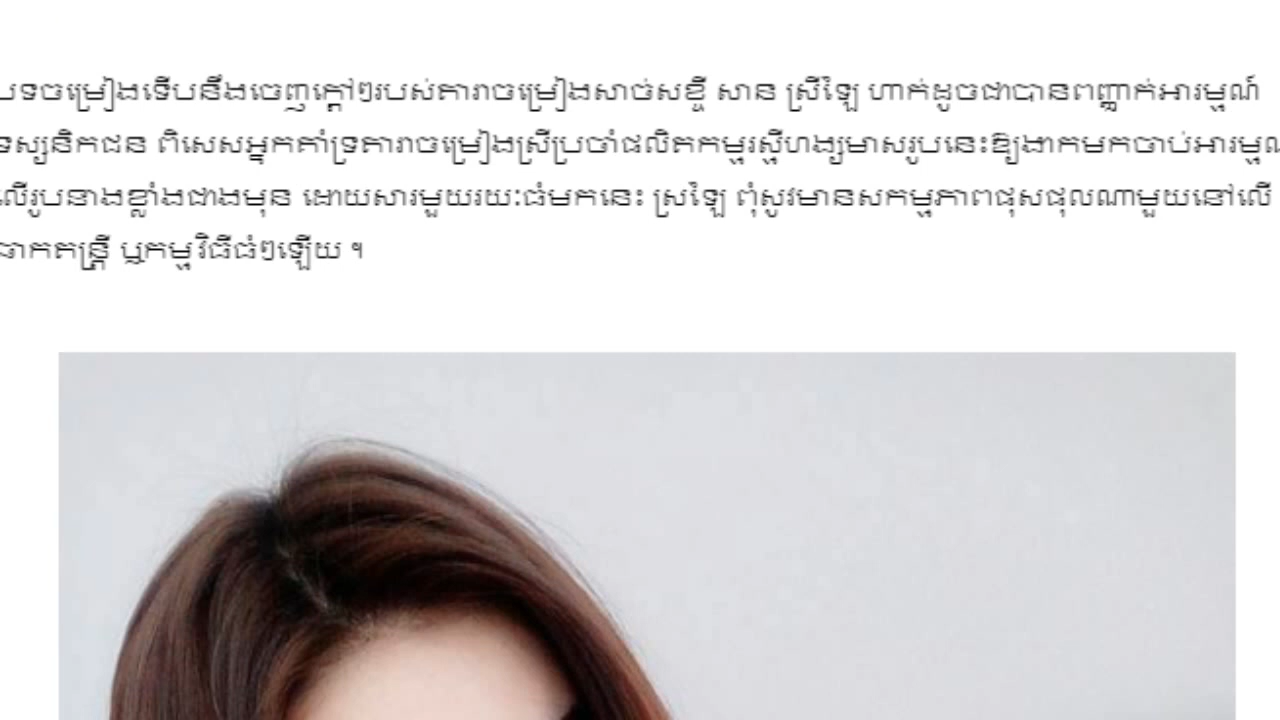 បទចម្រៀងទើបនឹងចេញក្ដៅៗរបស់តារាចម្រៀងសាច់សខ្ចី សាន ស្រីឡៃ ហាក់ដូចជាបានពញ្ញាក់អារម្មណ៍
ទស្សនិកជន ពិសេសអ្នកគាំទ្រតារាចម្រៀងស្រីប្រចាំផលិតកម្មរស្មីហង្សមាសរូបនេះឱ្យងាកមកចាប់អារម្មណ
លើរូបនាងខ្លាំងជាងមុន ដោយសារមួយរយៈធំមកនេះ ស្រឡៃ ពុំសូវមានសកម្មភាពផុសផុលណាមួយនៅលើ
ឆាកតន្ត្រី ឬកម្មវិធីធំៗឡើយ ។